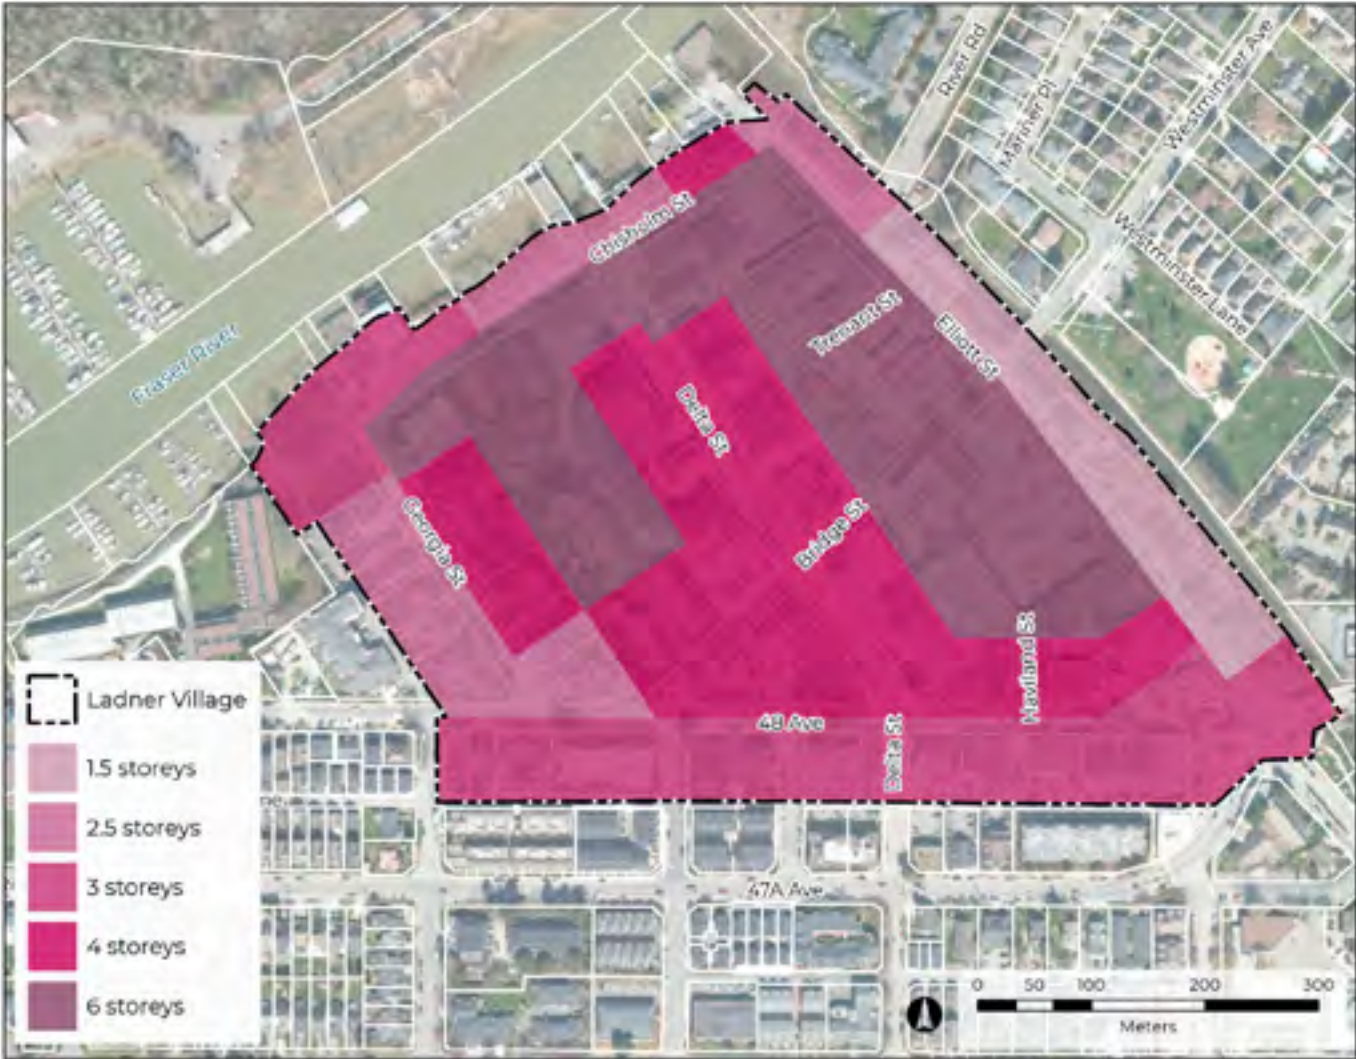 River Rd
Mariner Pl
Westminster Ave
Westminster Lane
Chisholm St
Fraser River
Trenant St
Elliott St
Delta St
Georgia St
Bridge St
Haviland St
48 Ave
Delta St
47A Ave
Ladner Village
1.5 storeys
2.5 storeys
3 storeys
4 storeys
6 storeys
0 50 100 200 300
Meters